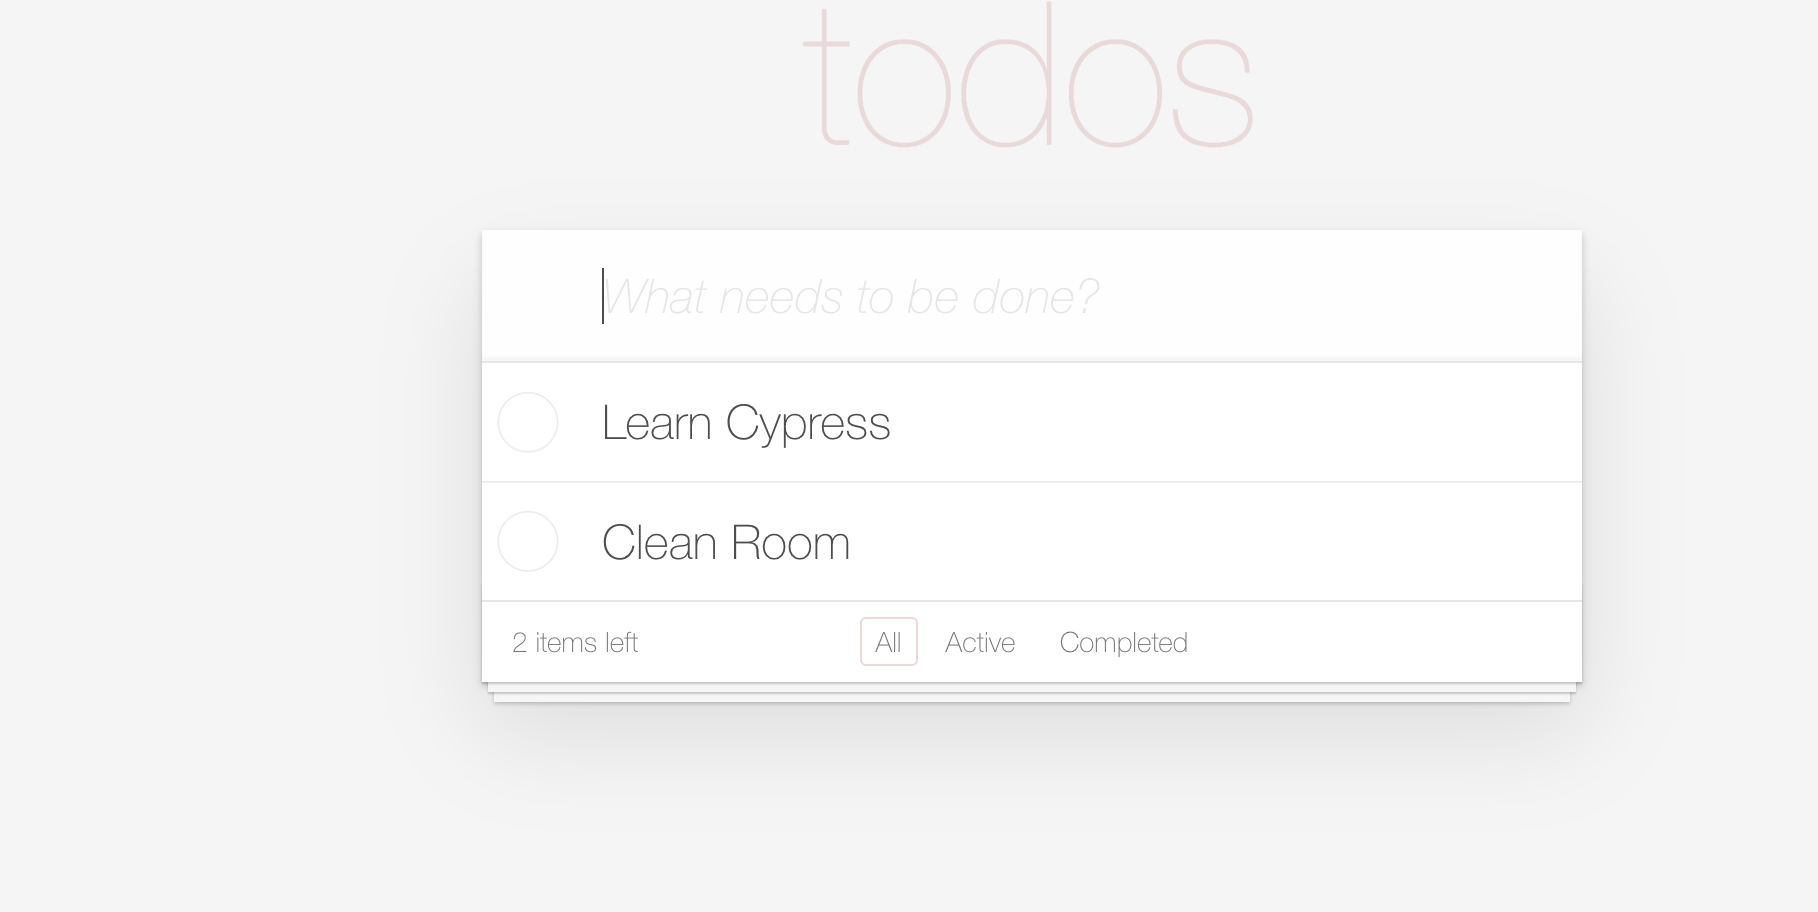 todos
What needs to be done?
Learn Cypress
Clean Room
2 items left All Active Completed